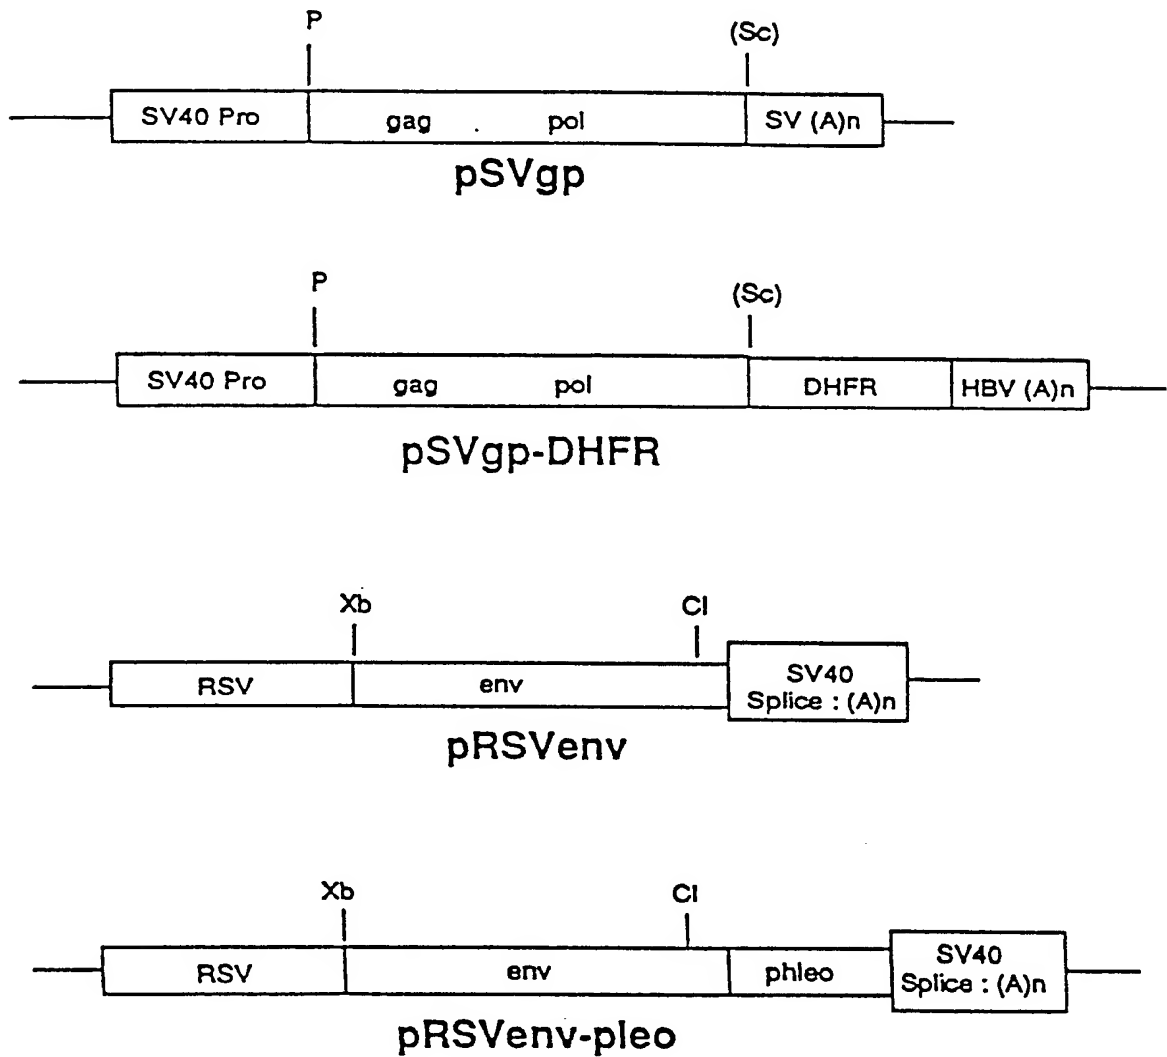 P (Sc)
SV40 Pro gag pol SV (A)n
pSVgp
P (Sc)
SV40 Pro gag pol DHFR HBV (A)n
pSVgp-DHFR
Xb Cl
RSV env SV40
Splice : (A)n
pRSVenv
Xb Cl
RSV env phleo SV40
Splice : (A)n
pRSVenv-pleo